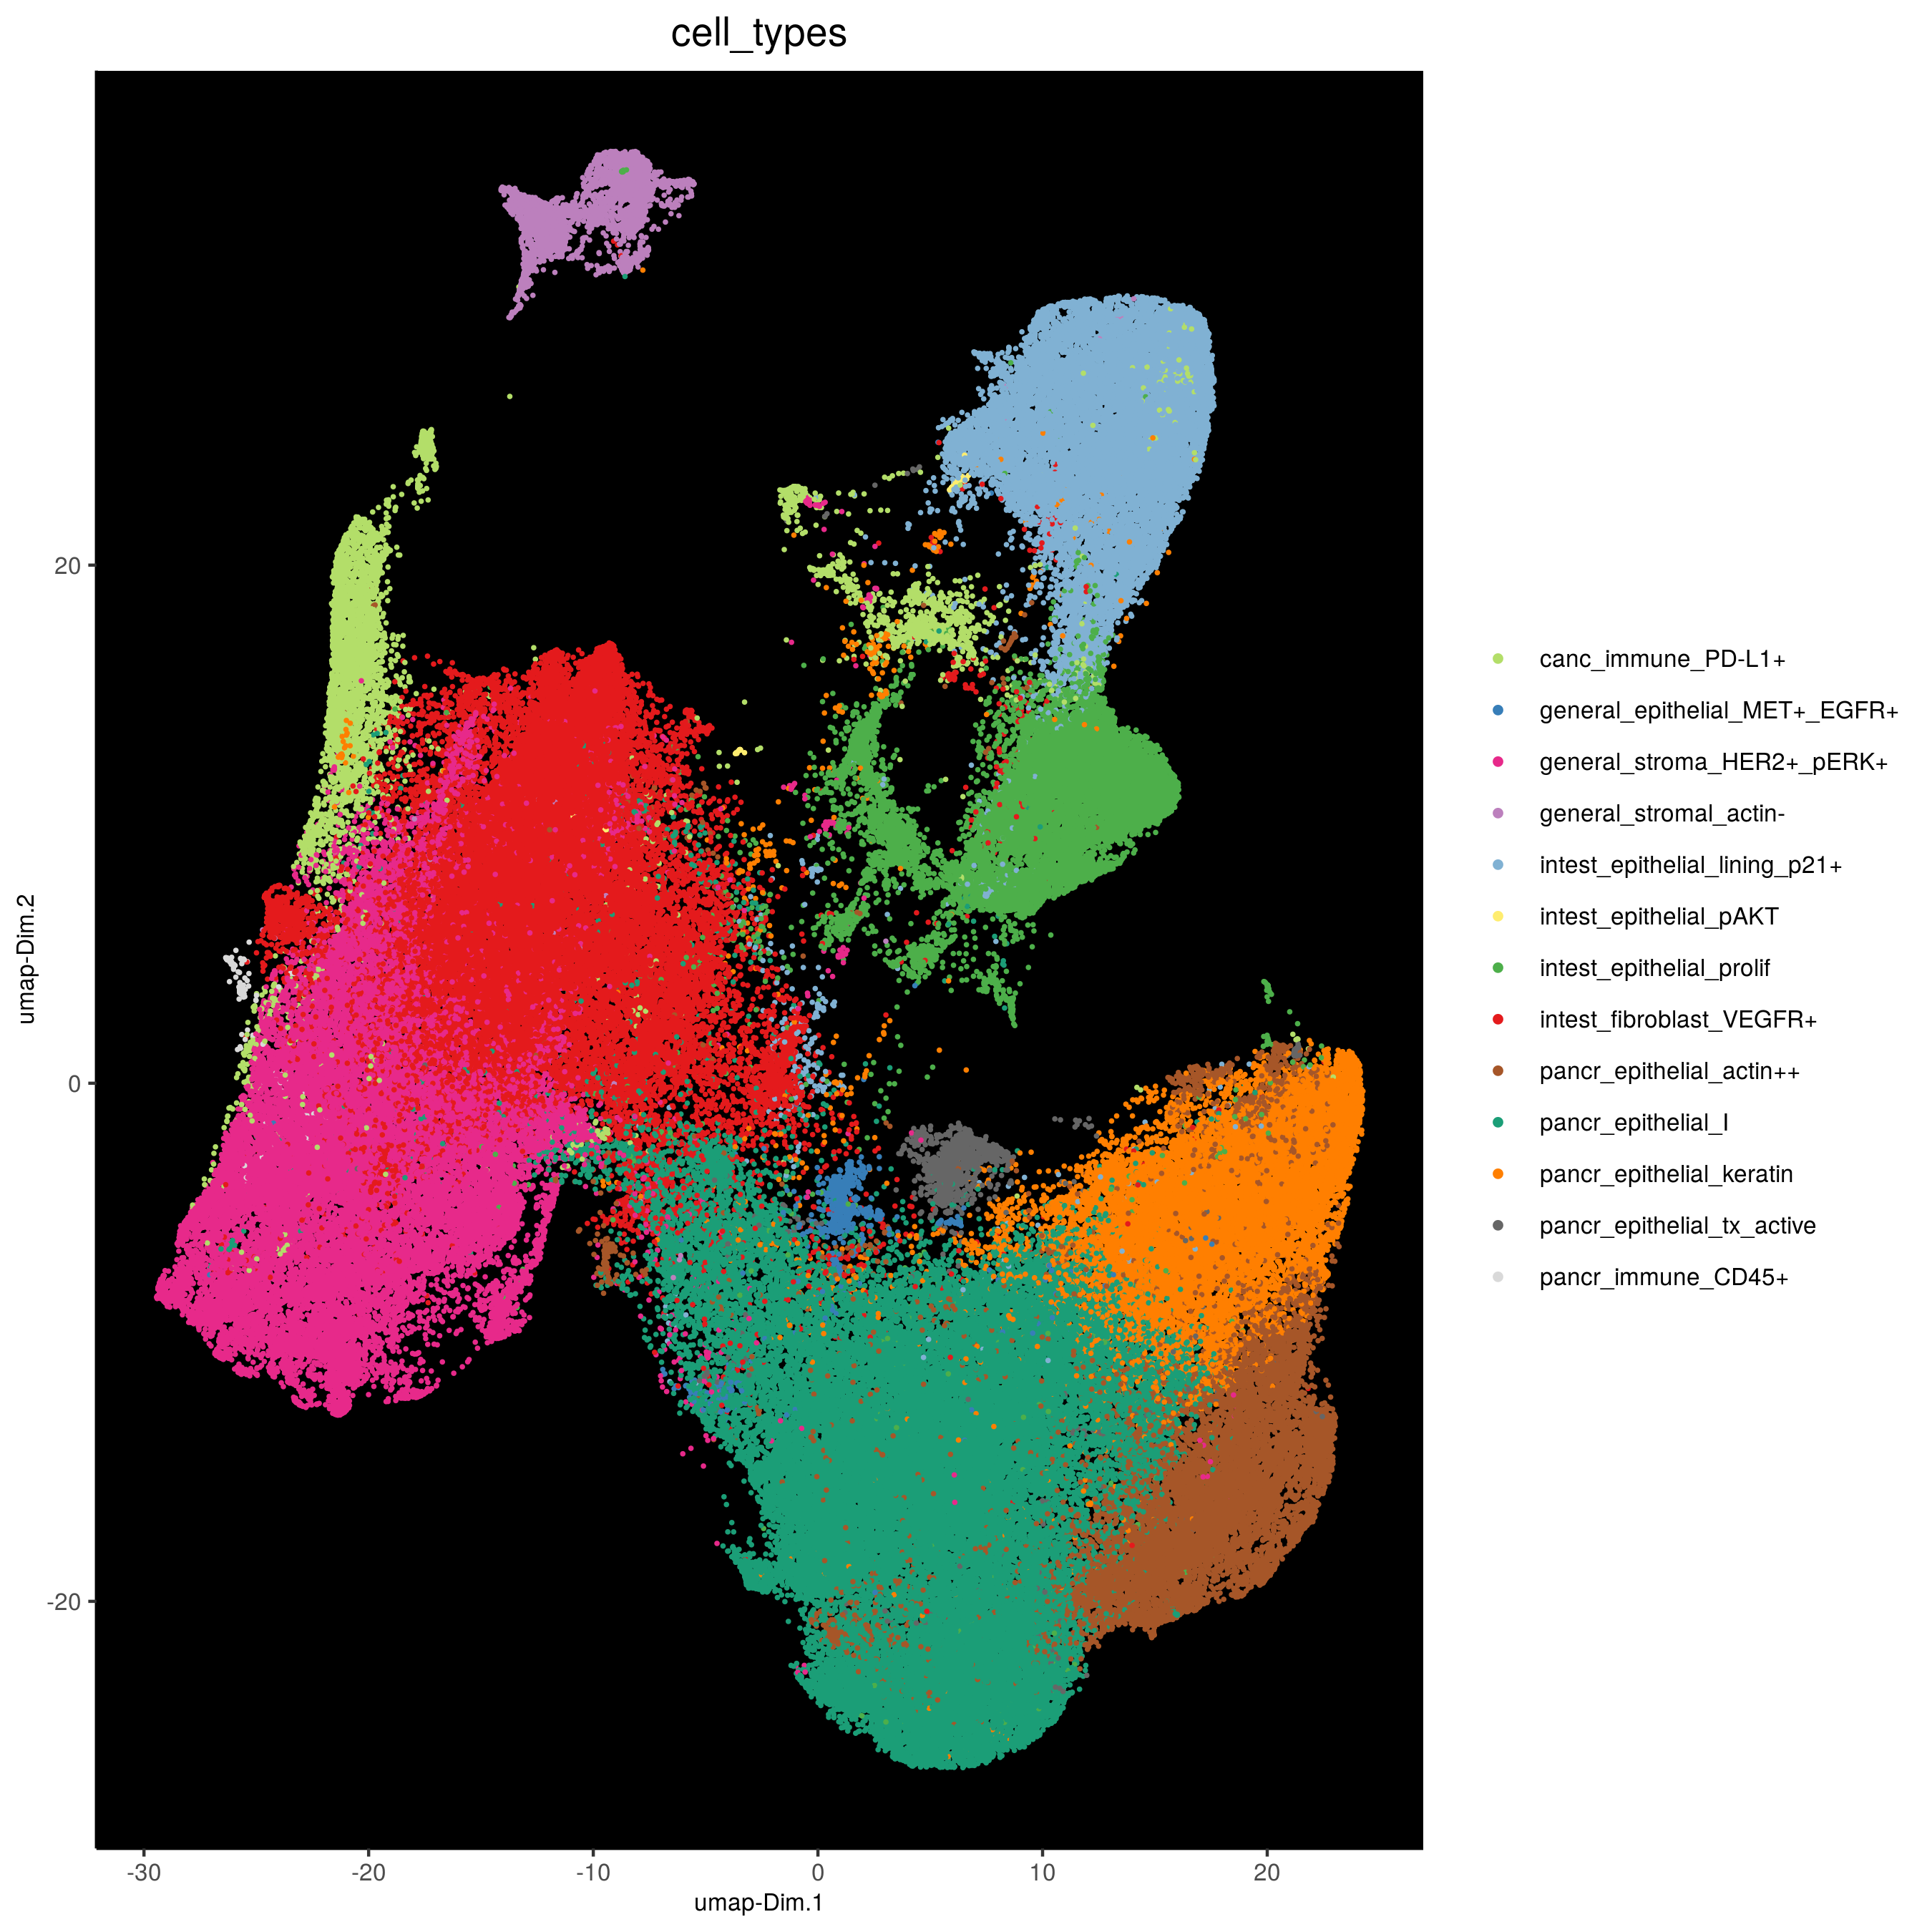 cell_types
umap-Dim.2
20
0
-20
-30
-20
-10
0
10
20
umap-Dim.1
canc_immune_PD-L1+
general_epithelial_MET+_EGFR+
general_stroma_HER2+_pERK+
general_stromal_actin-
intest_epithelial_lining_p21+
intest_epithelial_pAKT
intest_epithelial_prolif
intest_fibroblast_VEGFR+
pancr_epithelial_actin++
pancr_epithelial_I
pancr_epithelial_keratin
pancr_epithelial_tx_active
pancr_immune_CD45+